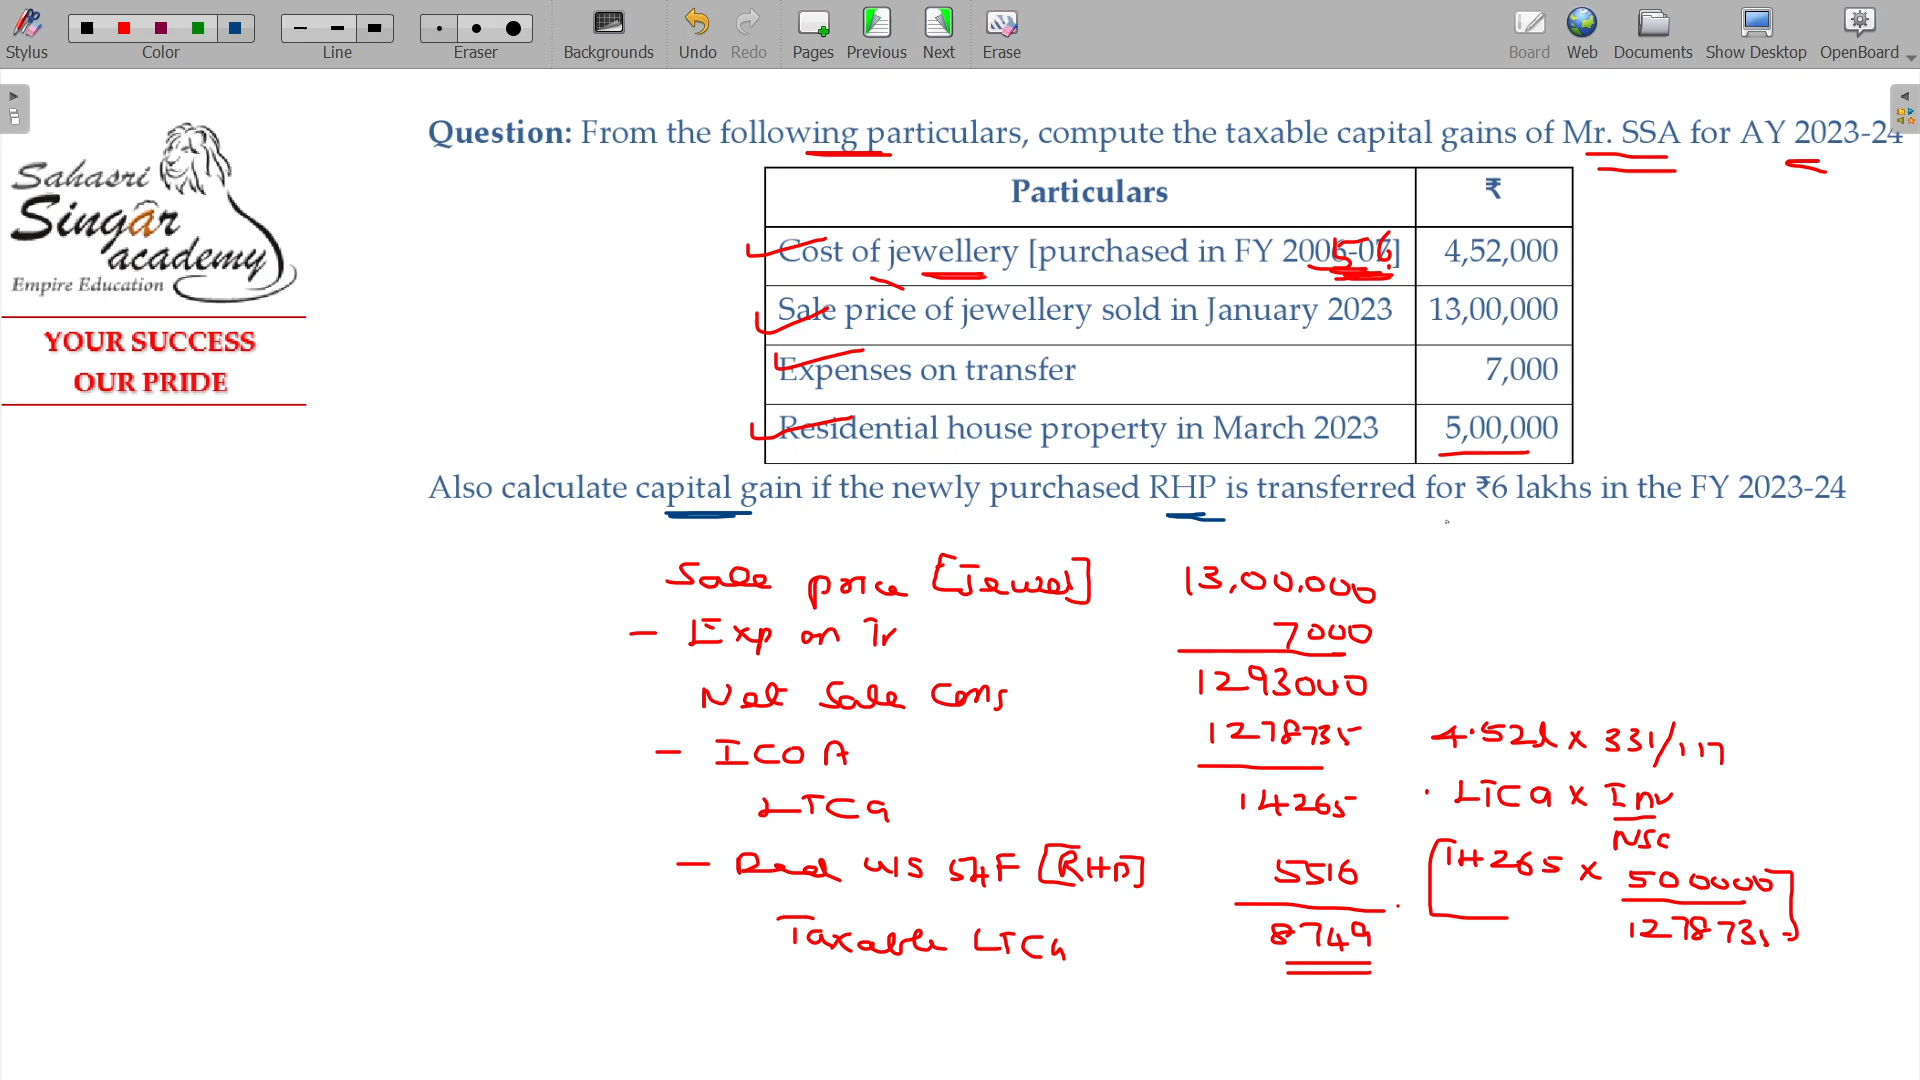 Stylus Color Line Eraser Backgrounds Undo Redo Pages Previous Next Erase Board Web Documents Show Desktop OpenBoard
Sahasri
Singar
academy
Empire Education
YOUR SUCCESS
OUR PRIDE
Question: From the following particulars, compute the taxable capital gains of Mr. SSA for AY 2023-24
Particulars ₹
Cost of jewellery [purchased in FY 2006-07] 4,52,000
5 6
Sale price of jewellery sold in January 2023 13,00,000
Expenses on transfer 7,000
Residential house property in March 2023 5,00,000
Also calculate capital gain if the newly purchased RHP is transferred for ₹6 lakhs in the FY 2023-24
Sale price [Jewel] 13,00,000
- Exp on Tr 7000
Net Sale Cons 1293000
- ICOA 1278735 4.52l x 331/117
LTCG 14265 LTCG x Inv
NSC
- Ded U/S 54F [RHP] 5516 [14265 x 500000
1278735]
Taxable LTCG 8749